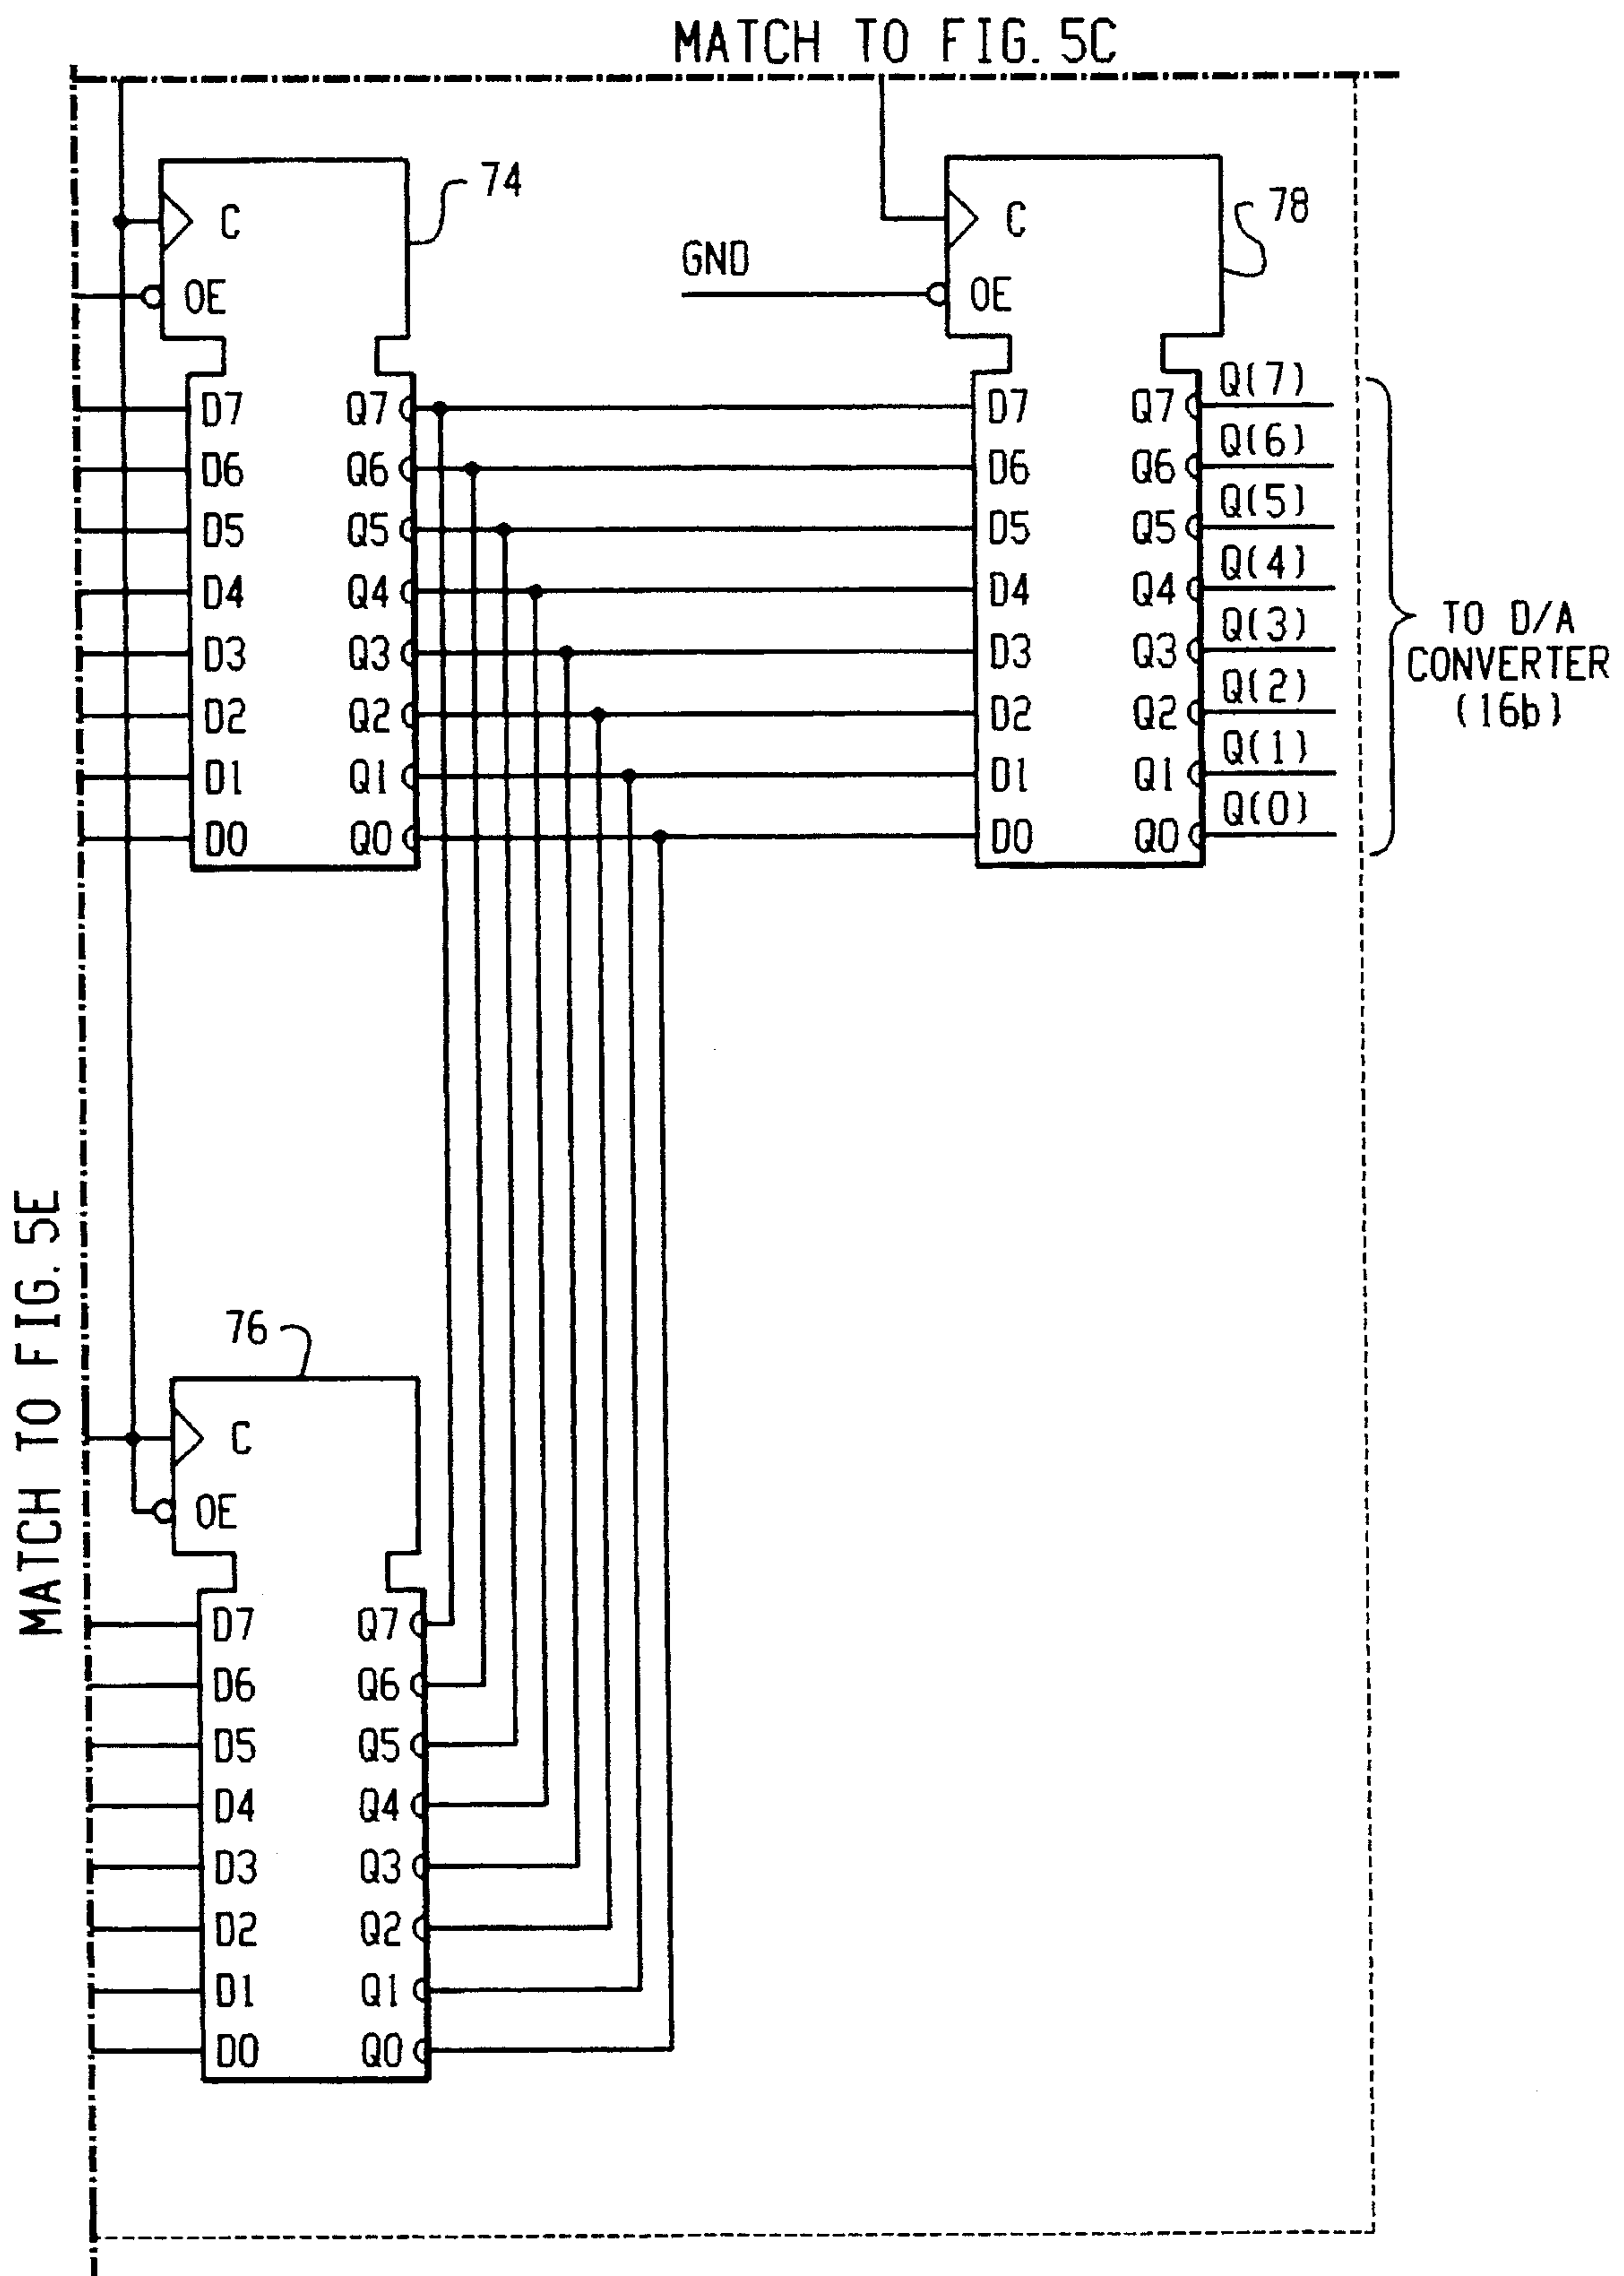 MATCH TO FIG. 5C
74
C
OE
D7 Q7
D6 Q6
D5 Q5
D4 Q4
D3 Q3
D2 Q2
D1 Q1
D0 Q0
GND
78
C
OE
D7 Q7 Q(7)
D6 Q6 Q(6)
D5 Q5 Q(5)
D4 Q4 Q(4)
D3 Q3 Q(3)
D2 Q2 Q(2)
D1 Q1 Q(1)
D0 Q0 Q(0)
TO D/A
CONVERTER
(16b)
MATCH TO FIG. 5E
76
C
OE
D7 Q7
D6 Q6
D5 Q5
D4 Q4
D3 Q3
D2 Q2
D1 Q1
D0 Q0